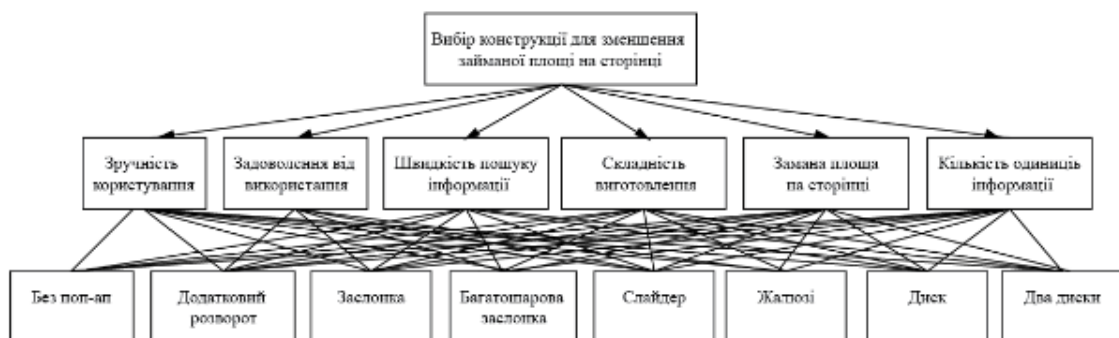 Вибір конструкції для зменшення
займаної площі на сторінці
Зручність
користування
Задоволення від
використання
Швидкість пошуку
інформації
Складність
виготовлення
Замана площа
на сторінці
Кількість одиниць
інформації
Без поп-ап
Додатковий
розворот
Заслонка
Багатошарова
заслонка
Слайдер
Жалюзі
Диск
Два диски